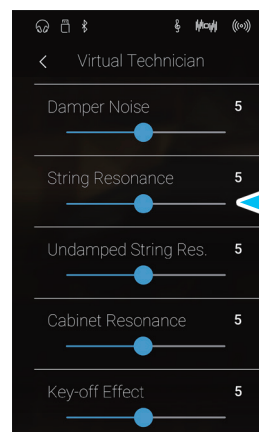 Virtual Technician
Damper Noise 5
String Resonance 5
Undamped String Res. 5
Cabinet Resonance 5
Key-off Effect 5